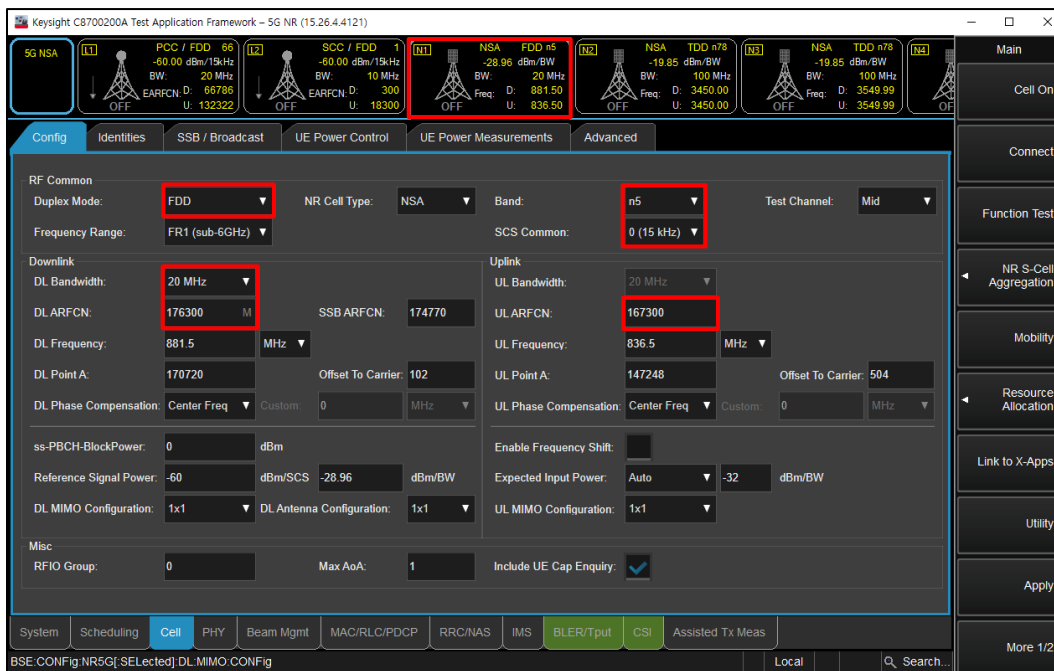 Keysight C8700200A Test Application Framework – 5G NR (15.26.4.4121)
5G NSA
L1 PCC / FDD 66
-60.00 dBm/15kHz
BW: 20 MHz
EARFCN: D: 66786
OFF U: 132322
L2 SCC / FDD 1
-60.00 dBm/15kHz
BW: 10 MHz
EARFCN: D: 300
OFF U: 18300
N1 NSA FDD n5
-28.96 dBm/BW
BW: 20 MHz
Freq: D: 881.50
OFF U: 836.50
N2 NSA TDD n78
-19.85 dBm/BW
BW: 100 MHz
Freq: D: 3450.00
OFF U: 3450.00
N3 NSA TDD n78
-19.85 dBm/BW
BW: 100 MHz
Freq: D: 3549.99
OFF U: 3549.99
N4
Main
Cell On
Connect
Function Test
NR S-Cell
Aggregation
Mobility
Resource
Allocation
Link to X-Apps
Utility
Apply
More 1/2
Config Identities SSB / Broadcast UE Power Control UE Power Measurements Advanced
RF Common
Duplex Mode: FDD NR Cell Type: NSA Band: n5 Test Channel: Mid
Frequency Range: FR1 (sub-6GHz) SCS Common: 0 (15 kHz)
Downlink
DL Bandwidth: 20 MHz
DL ARFCN: 176300 M SSB ARFCN: 174770
DL Frequency: 881.5 MHz
DL Point A: 170720 Offset To Carrier: 102
DL Phase Compensation: Center Freq Custom: 0 MHz
ss-PBCH-BlockPower: 0 dBm
Reference Signal Power: -60 dBm/SCS -28.96 dBm/BW
DL MIMO Configuration: 1x1 DL Antenna Configuration: 1x1
Uplink
UL Bandwidth: 20 MHz
UL ARFCN: 167300
UL Frequency: 836.5 MHz
UL Point A: 147248 Offset To Carrier: 504
UL Phase Compensation: Center Freq Custom: 0 MHz
Enable Frequency Shift:
Expected Input Power: Auto -32 dBm/BW
UL MIMO Configuration: 1x1
Misc
RFIO Group: 0 Max AoA: 1 Include UE Cap Enquiry:
System Scheduling Cell PHY Beam Mgmt MAC/RLC/PDCP RRC/NAS IMS BLER/Tput CSI Assisted Tx Meas
BSE:CONFig:NR5G[:SELected]:DL:MIMO:CONFig Local Search...